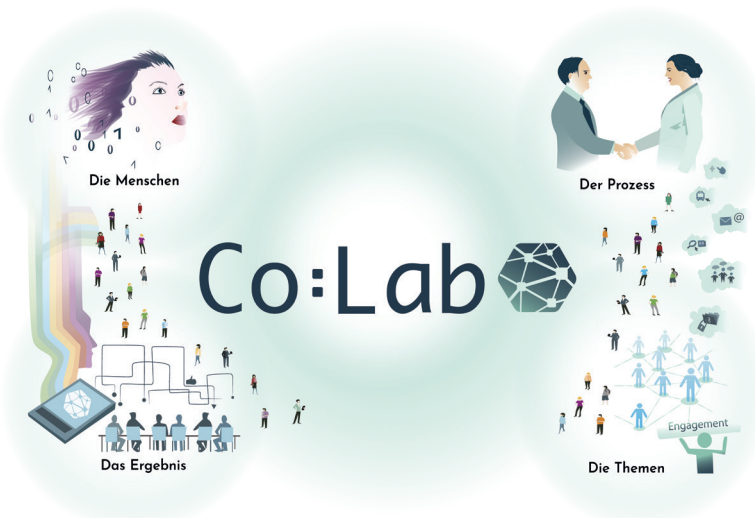 Die Menschen
Der Prozess
@
Co:Lab
Engagement
Das Ergebnis
Die Themen